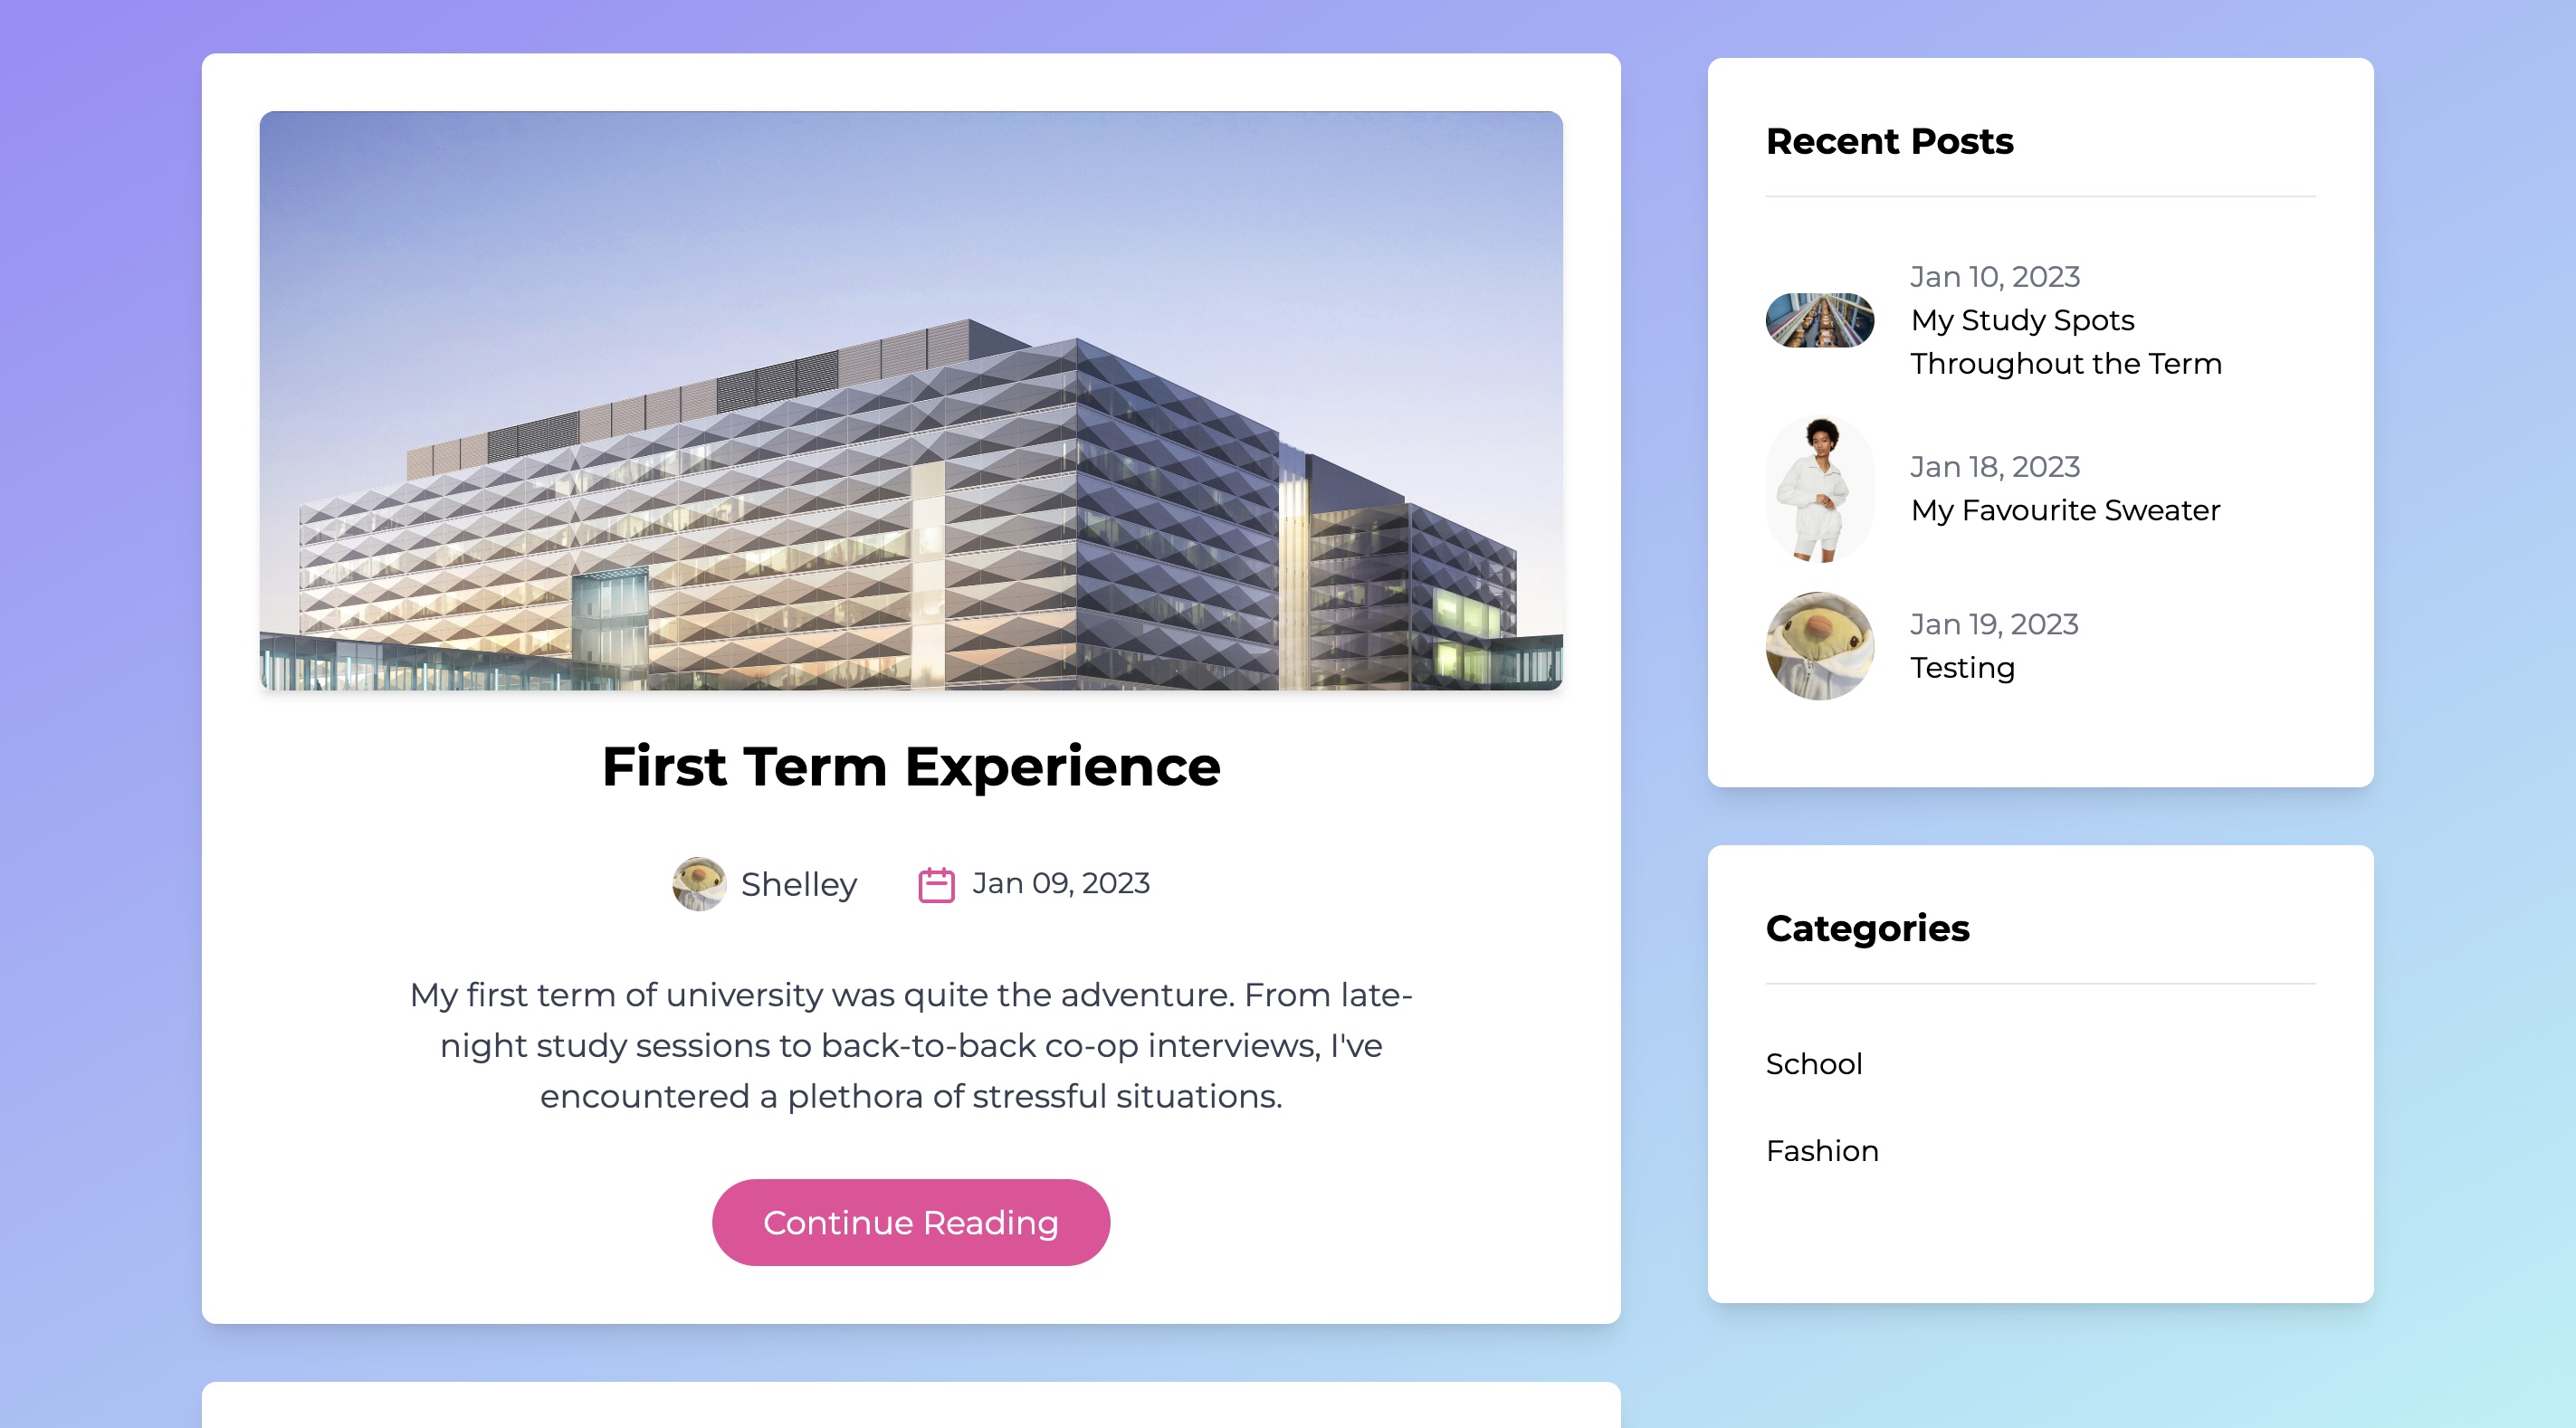 First Term Experience
Shelley
Jan 09, 2023
My first term of university was quite the adventure. From late-
night study sessions to back-to-back co-op interviews, I've
encountered a plethora of stressful situations.
Continue Reading
Recent Posts
Jan 10, 2023
My Study Spots
Throughout the Term
Jan 18, 2023
My Favourite Sweater
Jan 19, 2023
Testing
Categories
School
Fashion